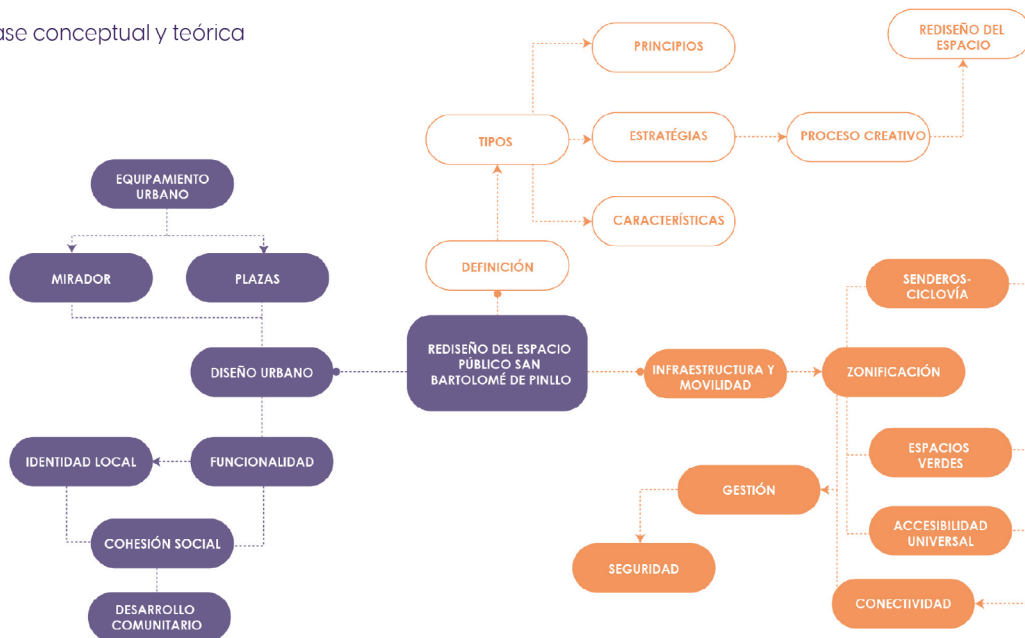 ase conceptual y teórica
REDISEÑO DEL
ESPACIO
PRINCIPIOS
TIPOS
ESTRATÉGIAS
PROCESO CREATIVO
CARACTERÍSTICAS
DEFINICIÓN
EQUIPAMIENTO
URBANO
MIRADOR
PLAZAS
DISEÑO URBANO
REDISEÑO DEL ESPACIO
PÚBLICO SAN
BARTOLOMÉ DE PINLLO
INFRAESTRUCTURA Y
MOVILIDAD
ZONIFICACIÓN
SENDEROS-
CICLOVÍA
IDENTIDAD LOCAL
FUNCIONALIDAD
COHESIÓN SOCIAL
DESARROLLO
COMUNITARIO
ESPACIOS
VERDES
GESTIÓN
ACCESIBILIDAD
UNIVERSAL
SEGURIDAD
CONECTIVIDAD